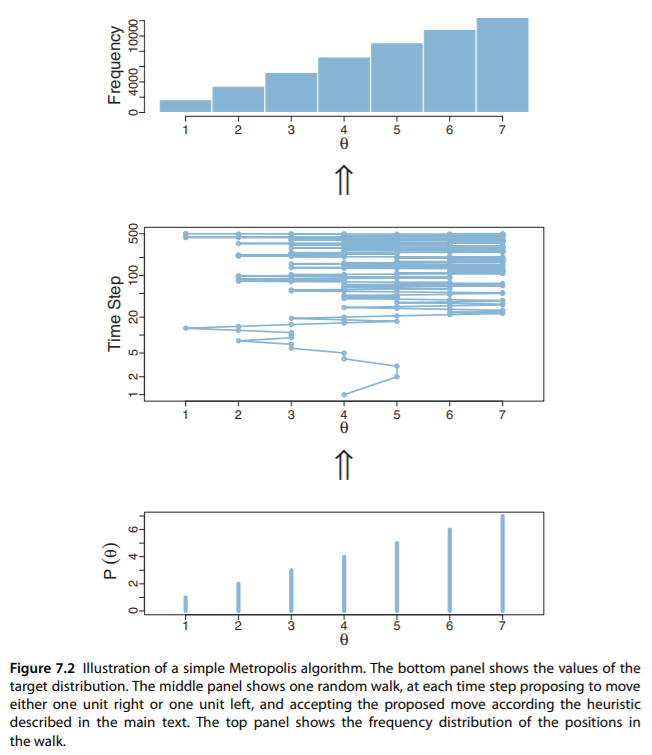 Frequency
0 4000 10000
1 2 3 4 5 6 7
θ
⇑
Time Step
1 2 5 20 100 500
1 2 3 4 5 6 7
θ
⇑
P (θ)
0 2 4 6
1 2 3 4 5 6 7
θ
Figure 7.2 Illustration of a simple Metropolis algorithm. The bottom panel shows the values of the
target distribution. The middle panel shows one random walk, at each time step proposing to move
either one unit right or one unit left, and accepting the proposed move according the heuristic
described in the main text. The top panel shows the frequency distribution of the positions in
the walk.